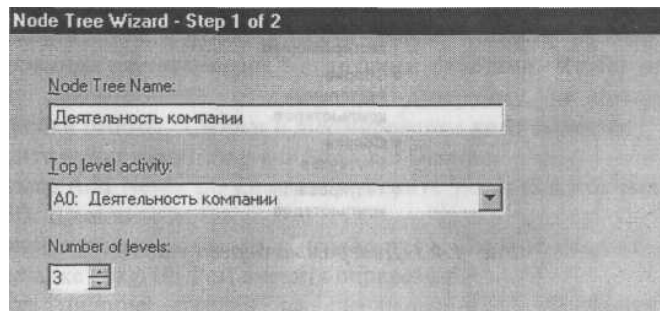 Node Tree Wizard - Step 1 of 2
Node Tree Name:
Деятельность компании
Top level activity:
A0: Деятельность компании
Number of levels:
3